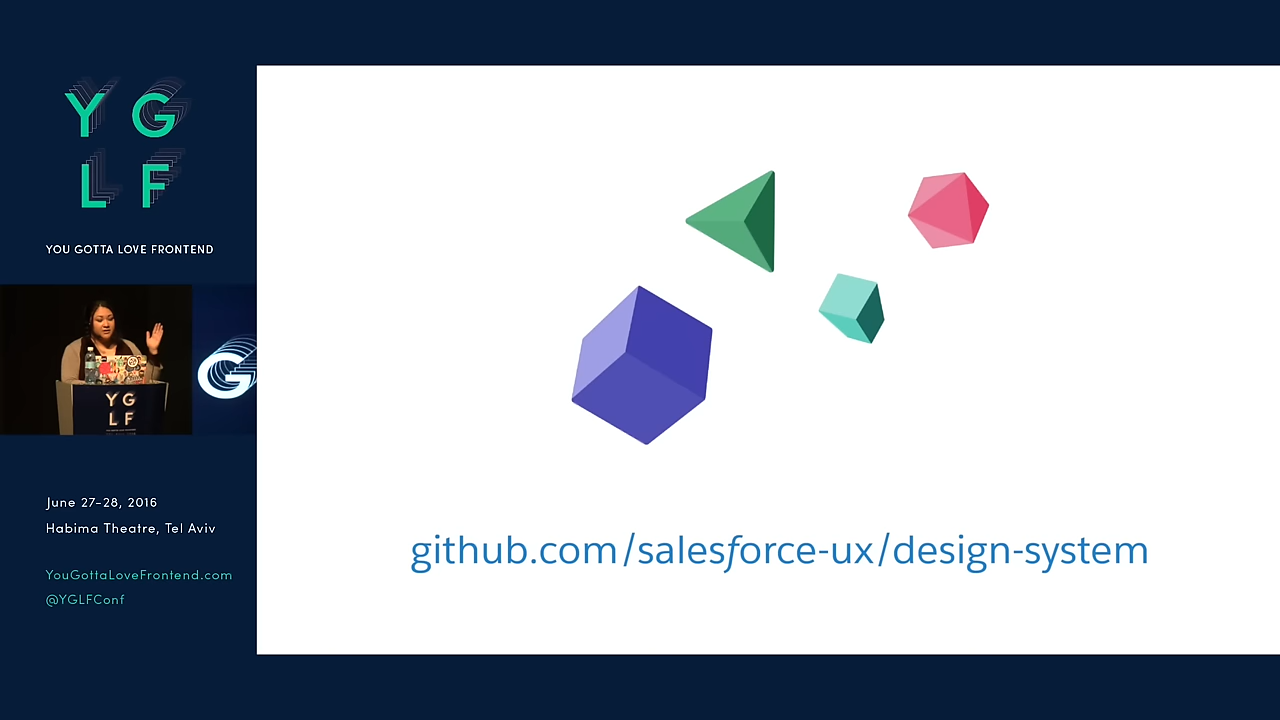 Y G
L F
YOU GOTTA LOVE FRONTEND
G
Y G
L F
June 27-28, 2016
Habima Theatre, Tel Aviv
YouGottaLoveFrontend.com
@YGLFConf
github.com/salesforce-ux/design-system